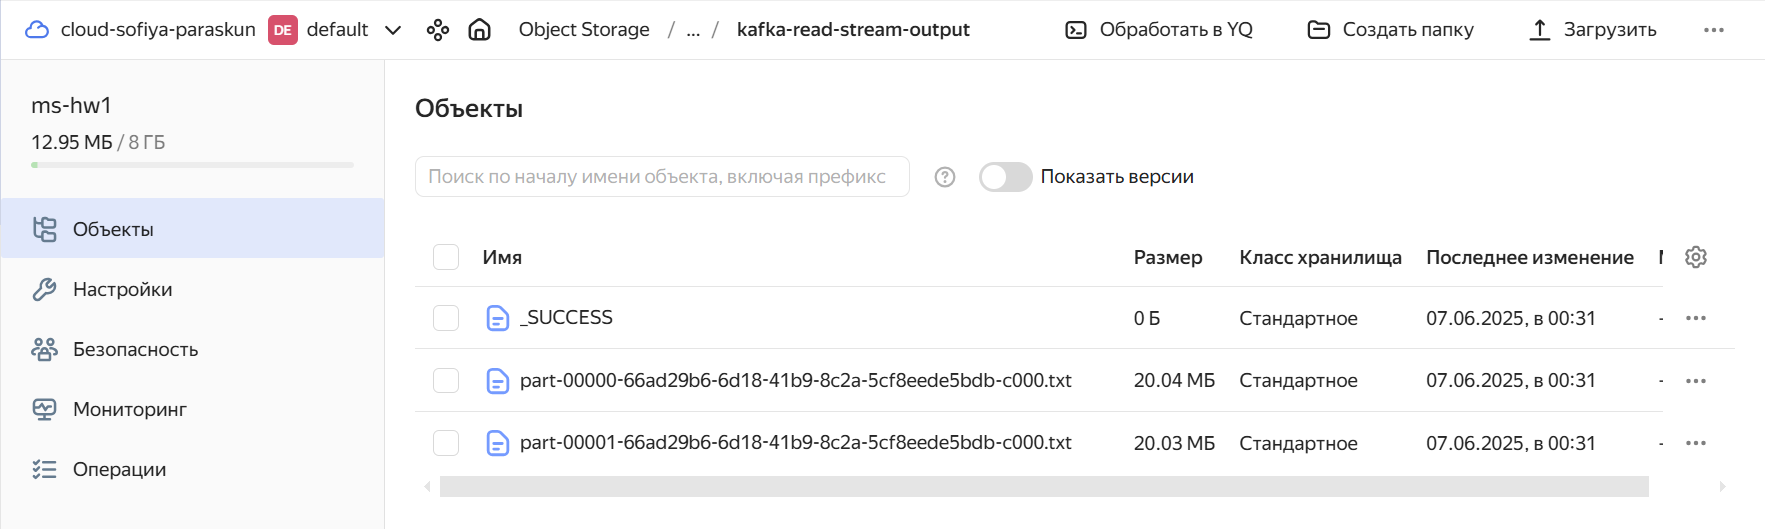 cloud-sofiya-paraskun DE default Object Storage / ... / kafka-read-stream-output Обработать в YQ Создать папку Загрузить
ms-hw1
12.95 МБ / 8 ГБ
Объекты
Настройки
Безопасность
Мониторинг
Операции
Объекты
Поиск по началу имени объекта, включая префикс Показать версии
Имя Размер Класс хранилища Последнее изменение
_SUCCESS 0 Б Стандартное 07.06.2025, в 00:31 -
part-00000-66ad29b6-6d18-41b9-8c2a-5cf8eede5bdb-c000.txt 20.04 МБ Стандартное 07.06.2025, в 00:31 -
part-00001-66ad29b6-6d18-41b9-8c2a-5cf8eede5bdb-c000.txt 20.03 МБ Стандартное 07.06.2025, в 00:31 -